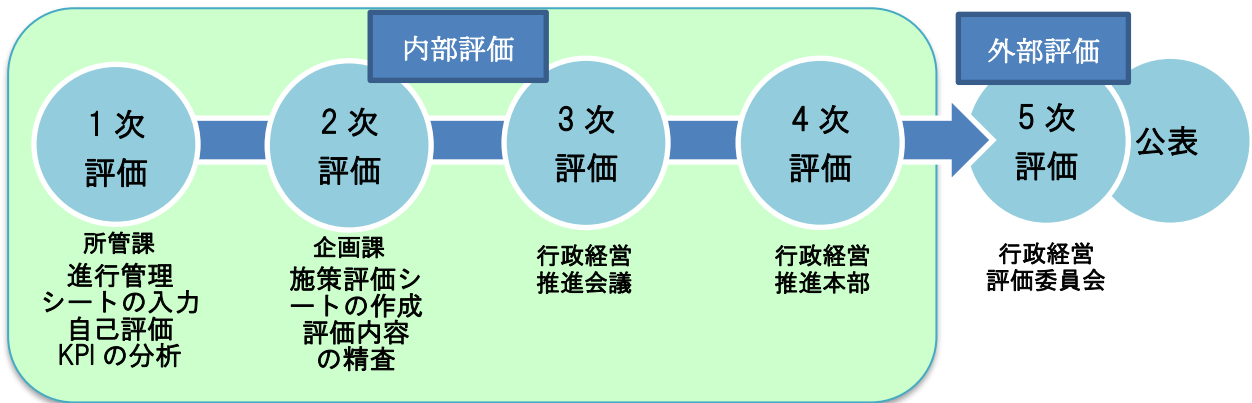 内部評価
外部評価
1次
評価
2次
評価
3次
評価
4次
評価
5次
評価
公表
所管課
進行管理
シートの入力
自己評価
KPIの分析
企画課
施策評価シ
ートの作成
評価内容
の精査
行政経営
推進会議
行政経営
推進本部
行政経営
評価委員会